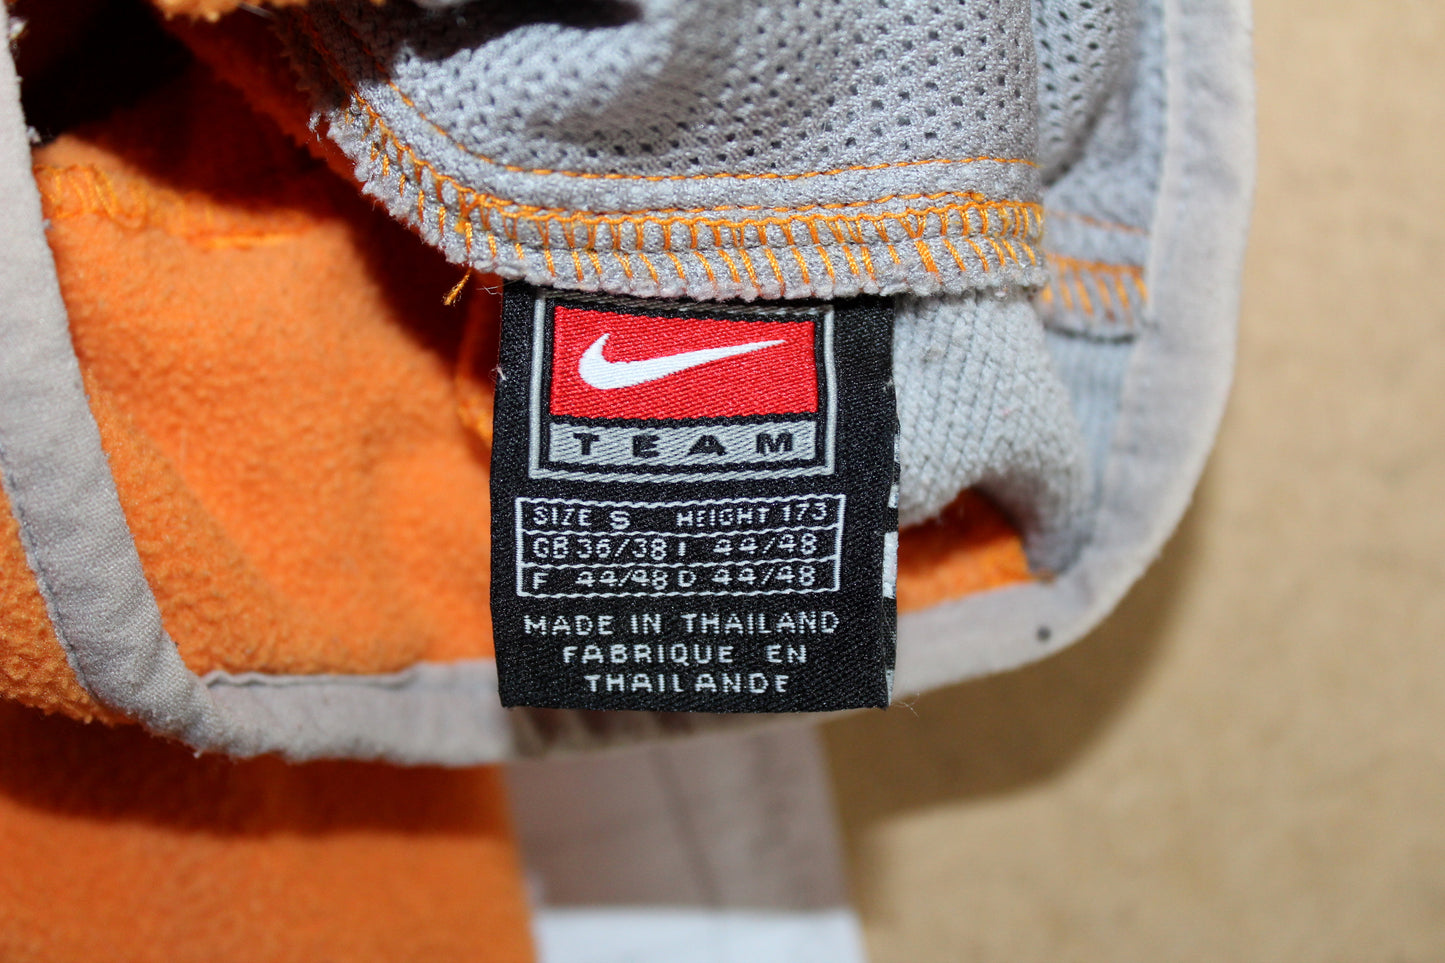 TEAM
SIZE S HEIGHT 173
GB 36/38 I 44/48
F 44/48 D 44/48
MADE IN THAILAND
FABRIQUE EN
THAILANDE